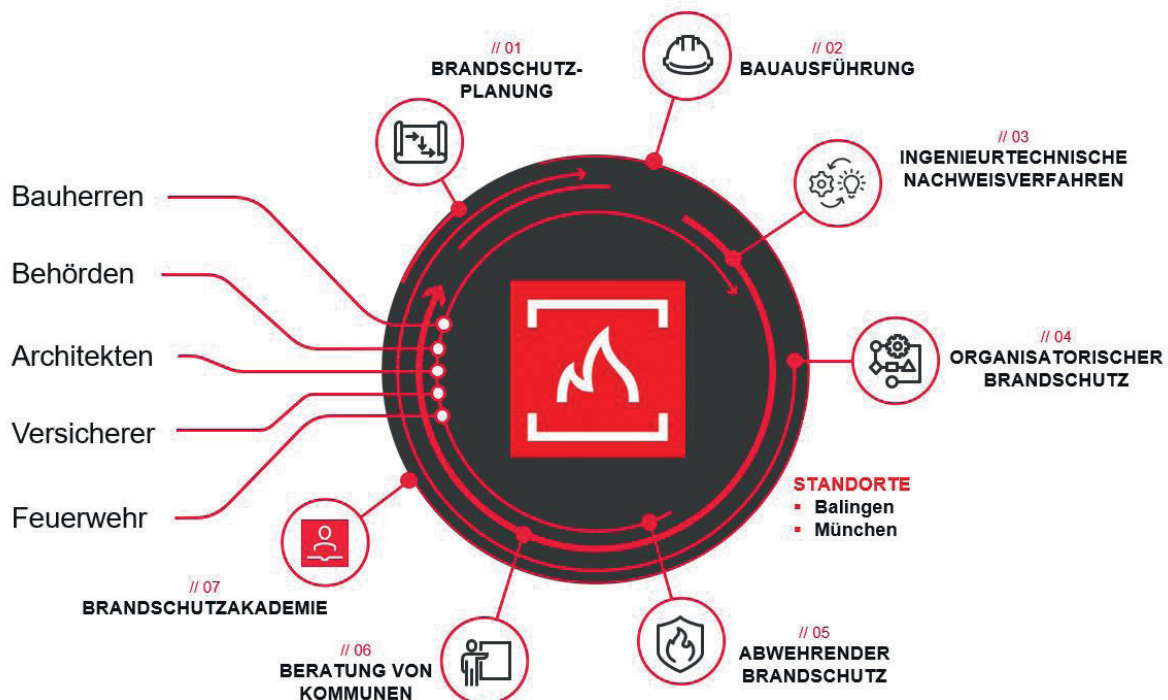 // 01
BRANDSCHUTZ-
PLANUNG
// 02
BAUAUSFÜHRUNG
// 03
INGENIEURTECHNISCHE
NACHWEISVERFAHREN
Bauherren
Behörden
Architekten
Versicherer
Feuerwehr
// 04
ORGANISATORISCHER
BRANDSCHUTZ
STANDORTE
▪ Balingen
▪ München
// 07
BRANDSCHUTZAKADEMIE
// 06
BERATUNG VON
KOMMUNEN
// 05
ABWEHRENDER
BRANDSCHUTZ